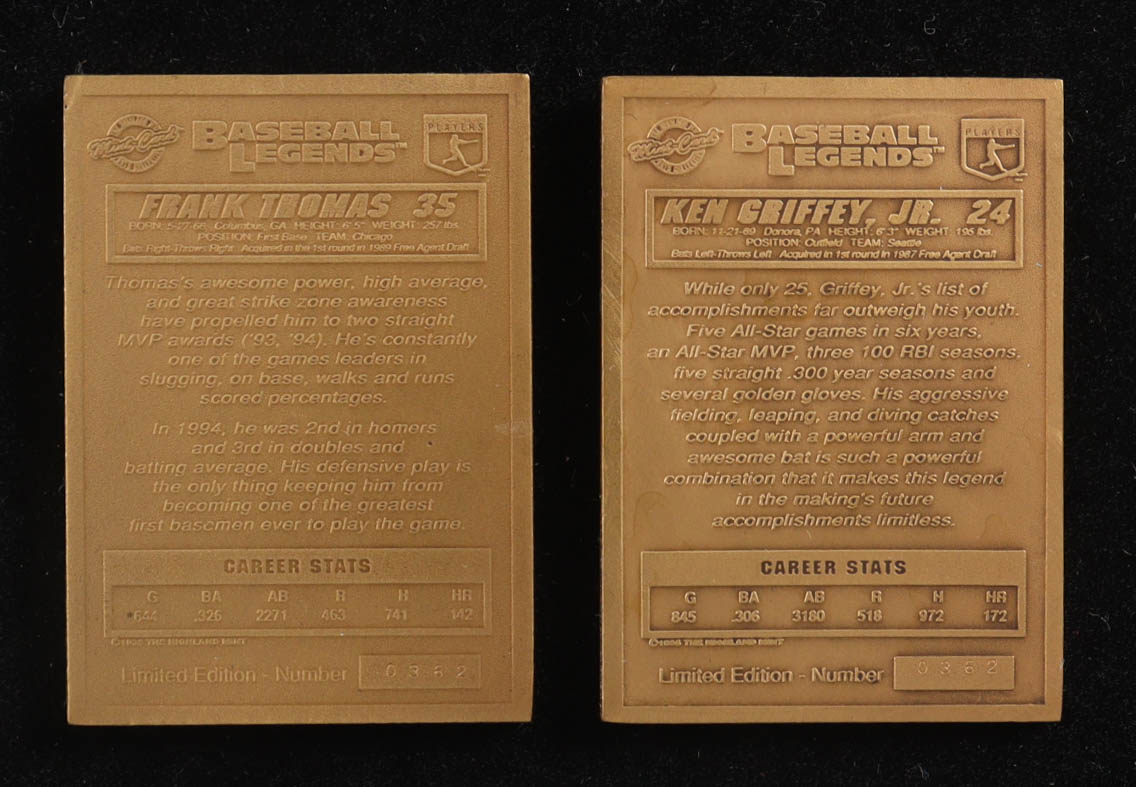 Mint-Cards
BASEBALL
LEGENDS™
PLAYERS
FRANK THOMAS 35
BORN: 5-27-68 Columbus, GA HEIGHT: 6'5" WEIGHT: 257 lbs.
POSITION: First Base TEAM: Chicago
Bats Right-Throws Right Acquired in the 1st round in 1989 Free Agent Draft
Thomas's awesome power, high average,
and great strike zone awareness
have propelled him to two straight
MVP awards ('93, '94). He's constantly
one of the games leaders in
slugging, on base, walks and runs
scored percentages.
In 1994, he was 2nd in homers
and 3rd in doubles and
batting average. His defensive play is
the only thing keeping him from
becoming one of the greatest
first basemen ever to play the game.
CAREER STATS
G BA AB R H HR
644 .326 2271 463 741 142
THE HIGHLAND MINT
Limited Edition - Number 0362
Mint-Cards
BASEBALL
LEGENDS™
PLAYERS
KEN GRIFFEY, JR. 24
BORN: 11-21-69 Donora, PA HEIGHT: 6'3" WEIGHT: 195 lbs.
POSITION: Outfield TEAM: Seattle
Bats Left-Throws Left Acquired in 1st round in 1987 Free Agent Draft
While only 25, Griffey, Jr.'s list of
accomplishments far outweigh his youth.
Five All-Star games in six years,
an All-Star MVP, three 100 RBI seasons,
five straight .300 year seasons and
several golden gloves. His aggressive
fielding, leaping, and diving catches
coupled with a powerful arm and
awesome bat is such a powerful
combination that it makes this legend
in the making's future
accomplishments limitless.
CAREER STATS
G BA AB R H HR
845 .306 3180 518 972 172
THE HIGHLAND MINT
Limited Edition - Number 0362